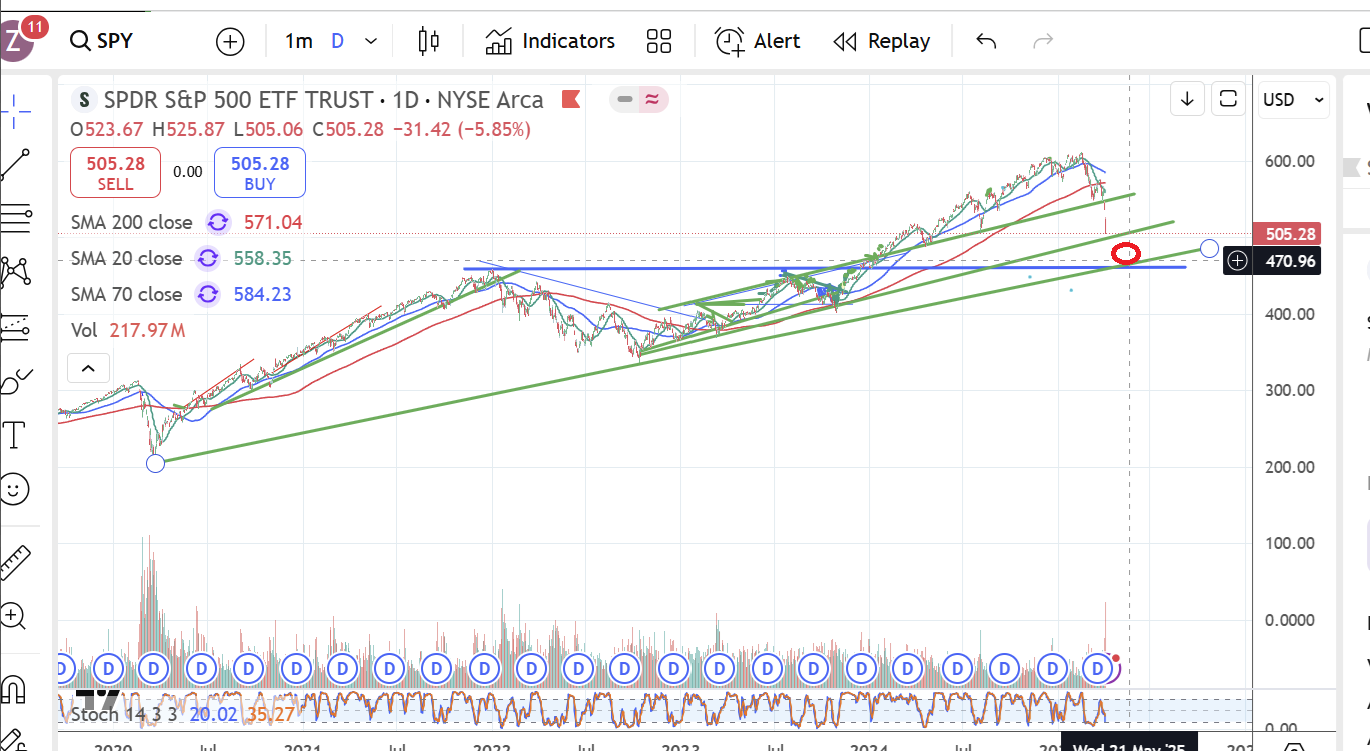 Z 11 SPY 1m D Indicators Alert Replay
S SPDR S&P 500 ETF TRUST · 1D · NYSE Arca
USD
O523.67 H525.87 L505.06 C505.28 −31.42 (−5.85%)
505.28 SELL
0.00
505.28 BUY
SMA 200 close 571.04
SMA 20 close 558.35
SMA 70 close 584.23
Vol 217.97M
600.00
505.28
470.96
400.00
300.00
200.00
100.00
0.0000
D D D D D D D D D D D D D D D D D D D D D D D
Stoch 14 3 3 20.02 35.27
0.00
2020 Jul 2021 Jul 2022 Jul 2023 Jul 2024 Jul Wed 21 May '25